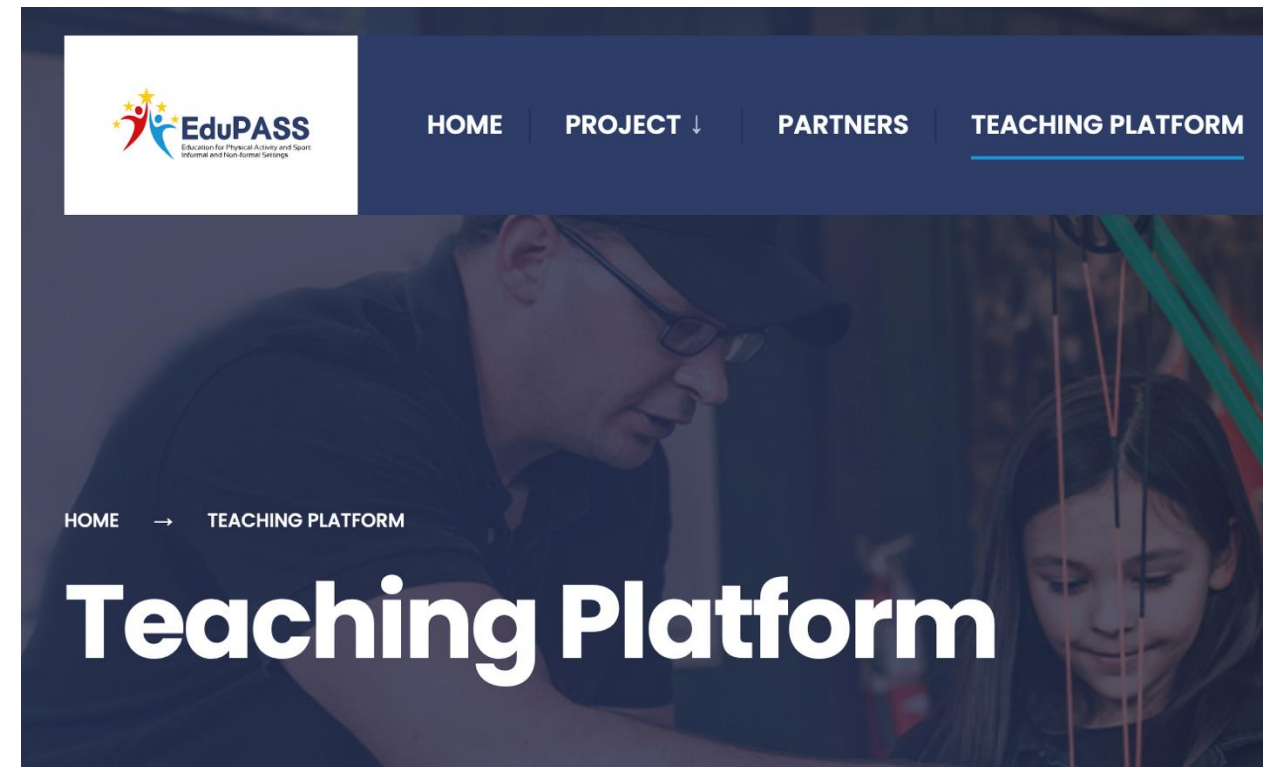 EduPASS
Education for Physical Activity and Sport:
Informal and Non-formal Settings
HOME
PROJECT ↓
PARTNERS
TEACHING PLATFORM
HOME → TEACHING PLATFORM
Teaching Platform